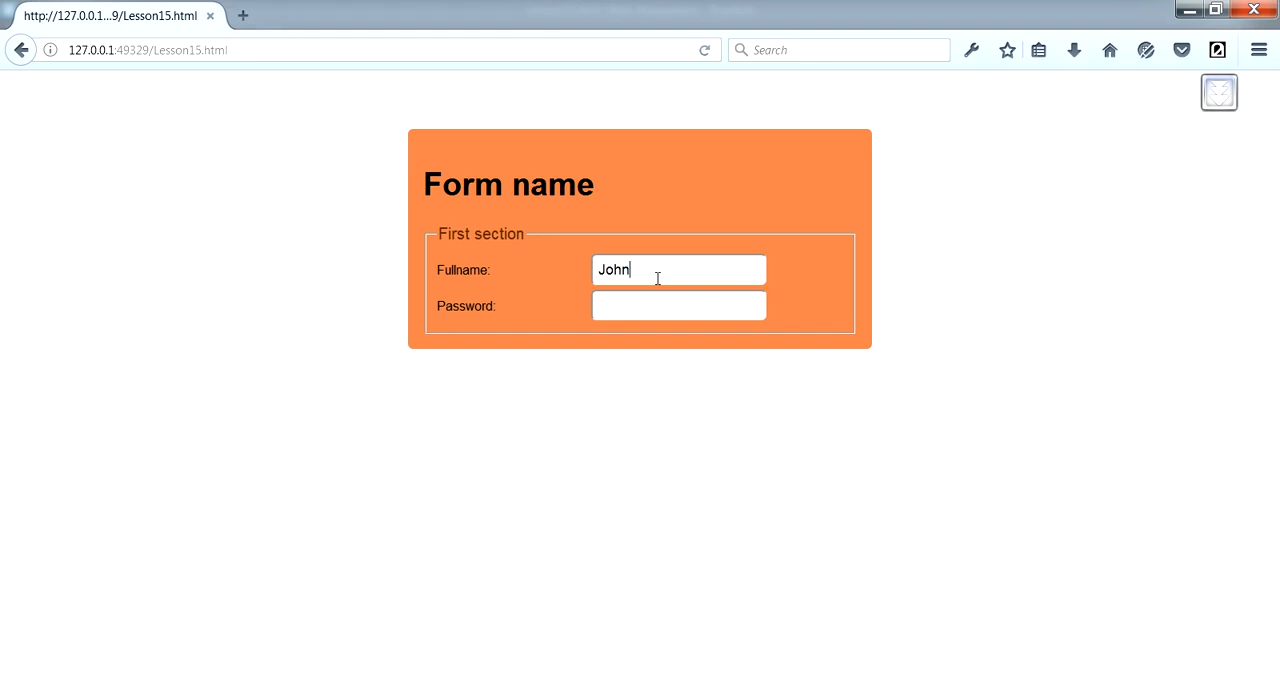 http://127.0.0.1...9/Lesson15.html
127.0.0.1:49329/Lesson15.html
Search
Form name
First section
Fullname:
John
Password: